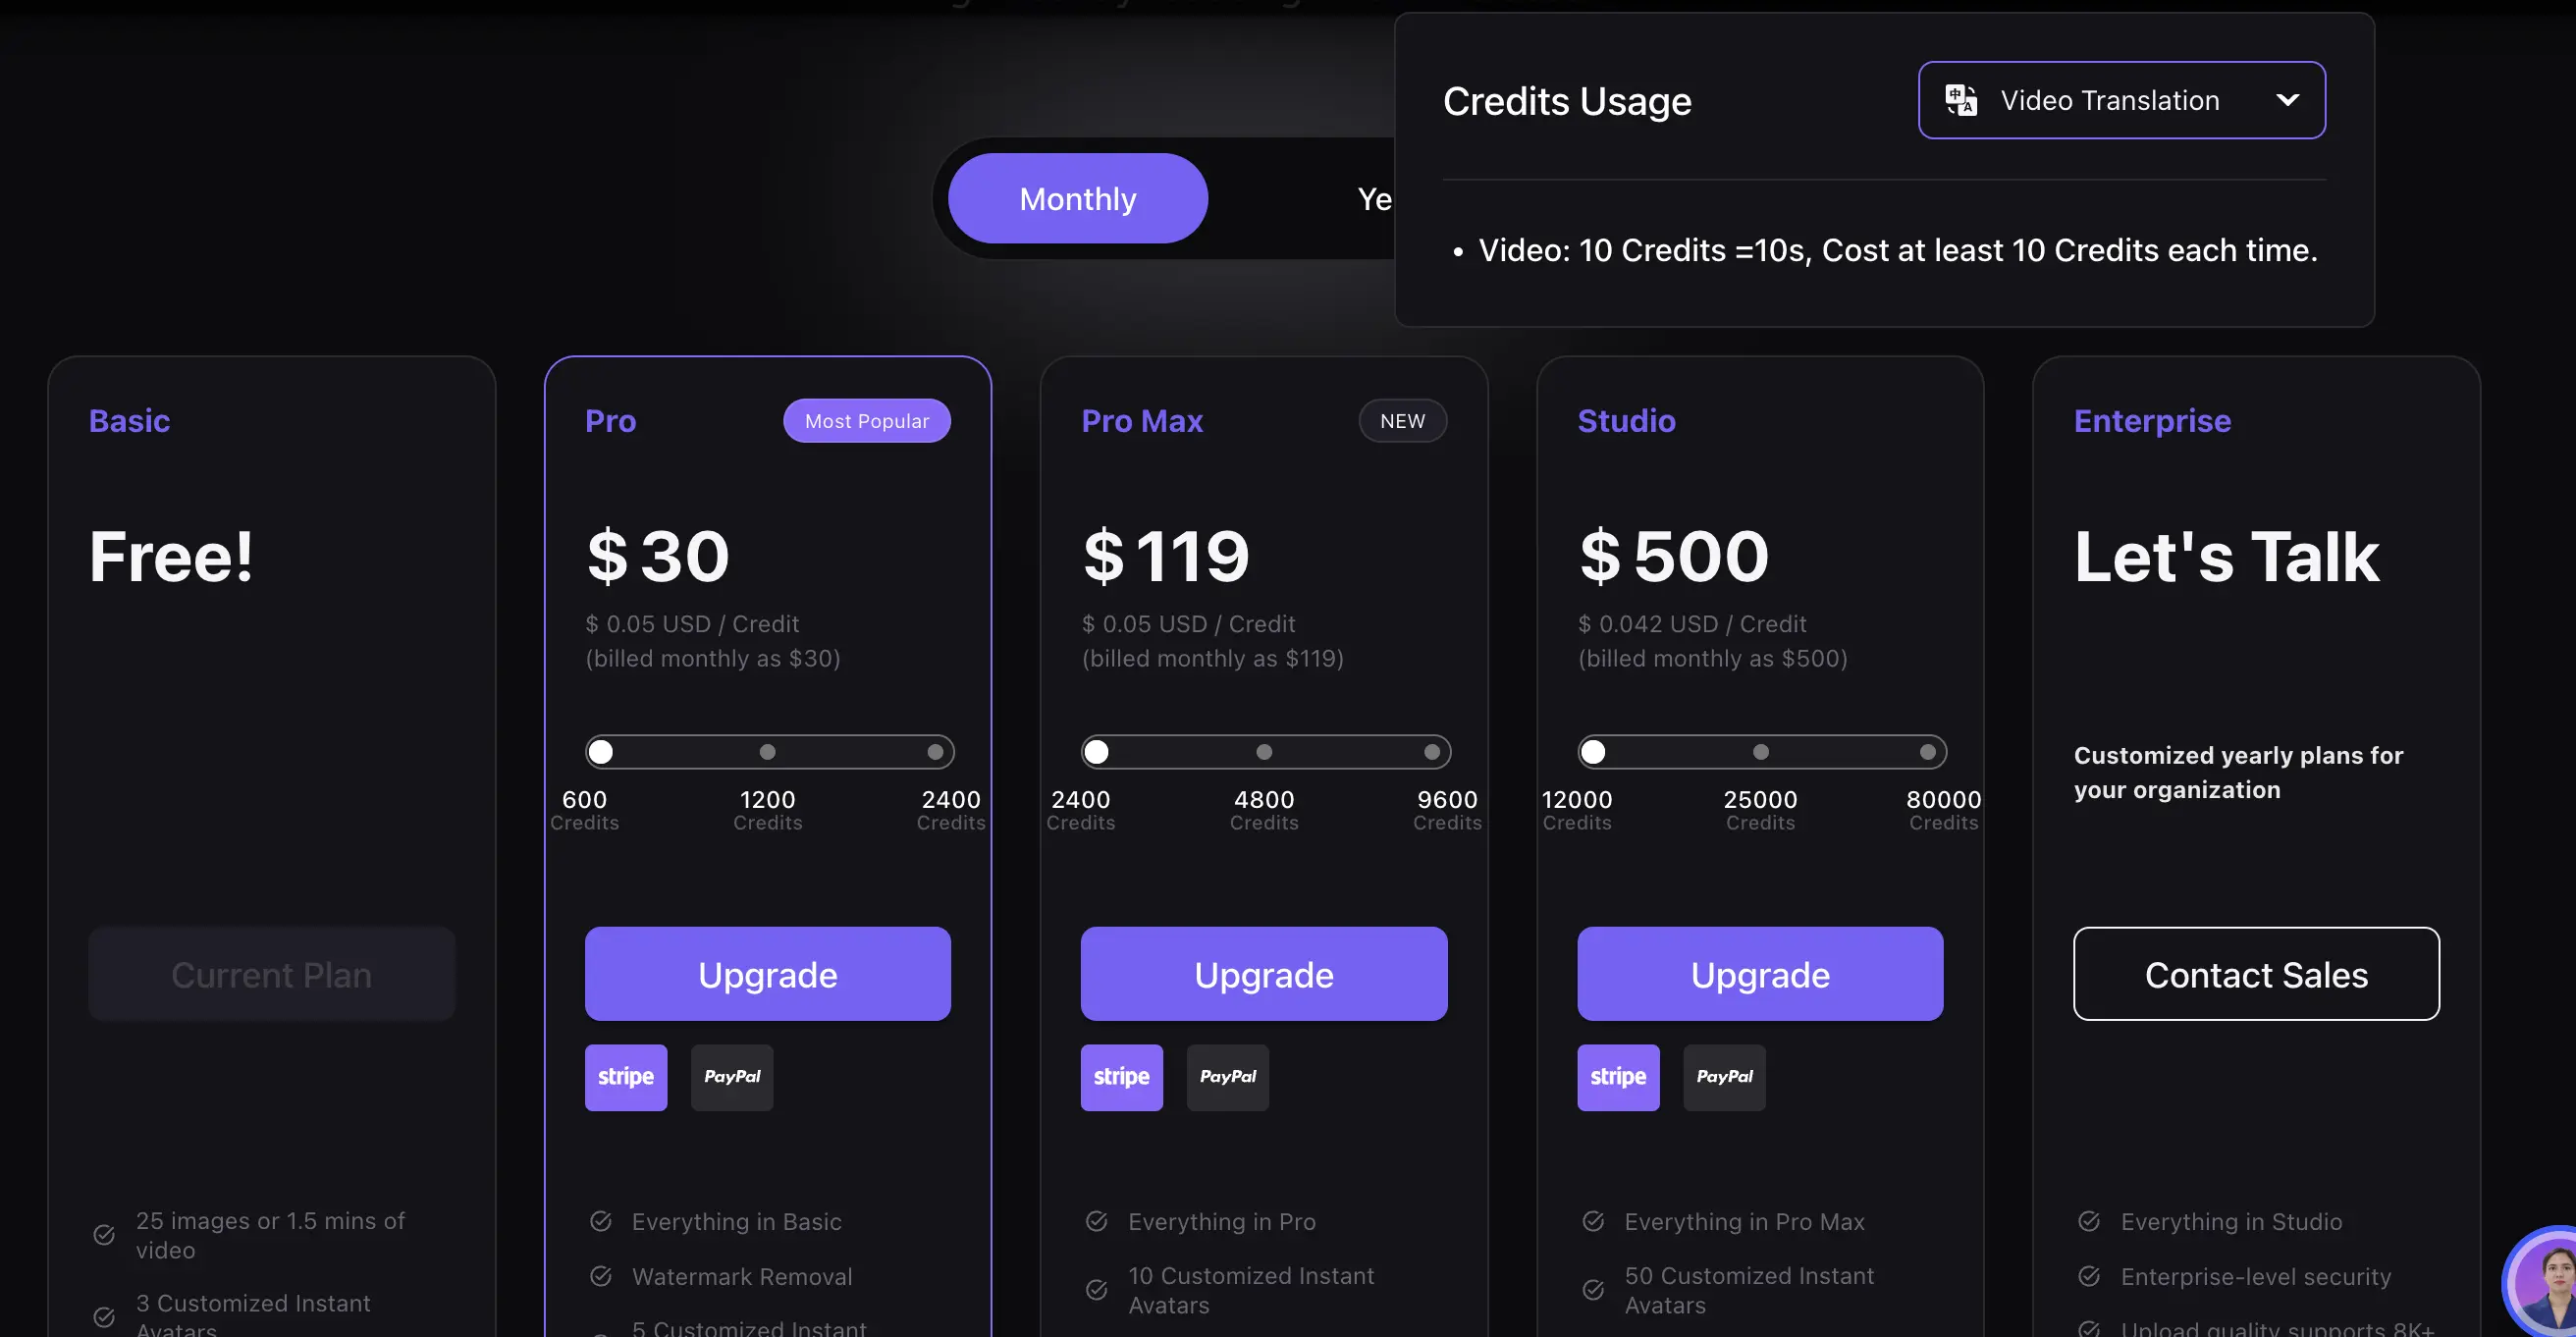 Credits Usage
Video Translation
Monthly
Ye
• Video: 10 Credits =10s, Cost at least 10 Credits each time.
Basic
Free!
Current Plan
25 images or 1.5 mins of
video
3 Customized Instant
Avatars
Pro
Most Popular
$ 30
$ 0.05 USD / Credit
(billed monthly as $30)
600
Credits
1200
Credits
2400
Credits
Upgrade
stripe
PayPal
Everything in Basic
Watermark Removal
5 Customized Instant
Pro Max
NEW
$ 119
$ 0.05 USD / Credit
(billed monthly as $119)
2400
Credits
4800
Credits
9600
Credits
Upgrade
stripe
PayPal
Everything in Pro
10 Customized Instant
Avatars
Studio
$ 500
$ 0.042 USD / Credit
(billed monthly as $500)
12000
Credits
25000
Credits
80000
Credits
Upgrade
stripe
PayPal
Everything in Pro Max
50 Customized Instant
Avatars
Enterprise
Let's Talk
Customized yearly plans for
your organization
Contact Sales
Everything in Studio
Enterprise-level security
Upload quality supports 8K+